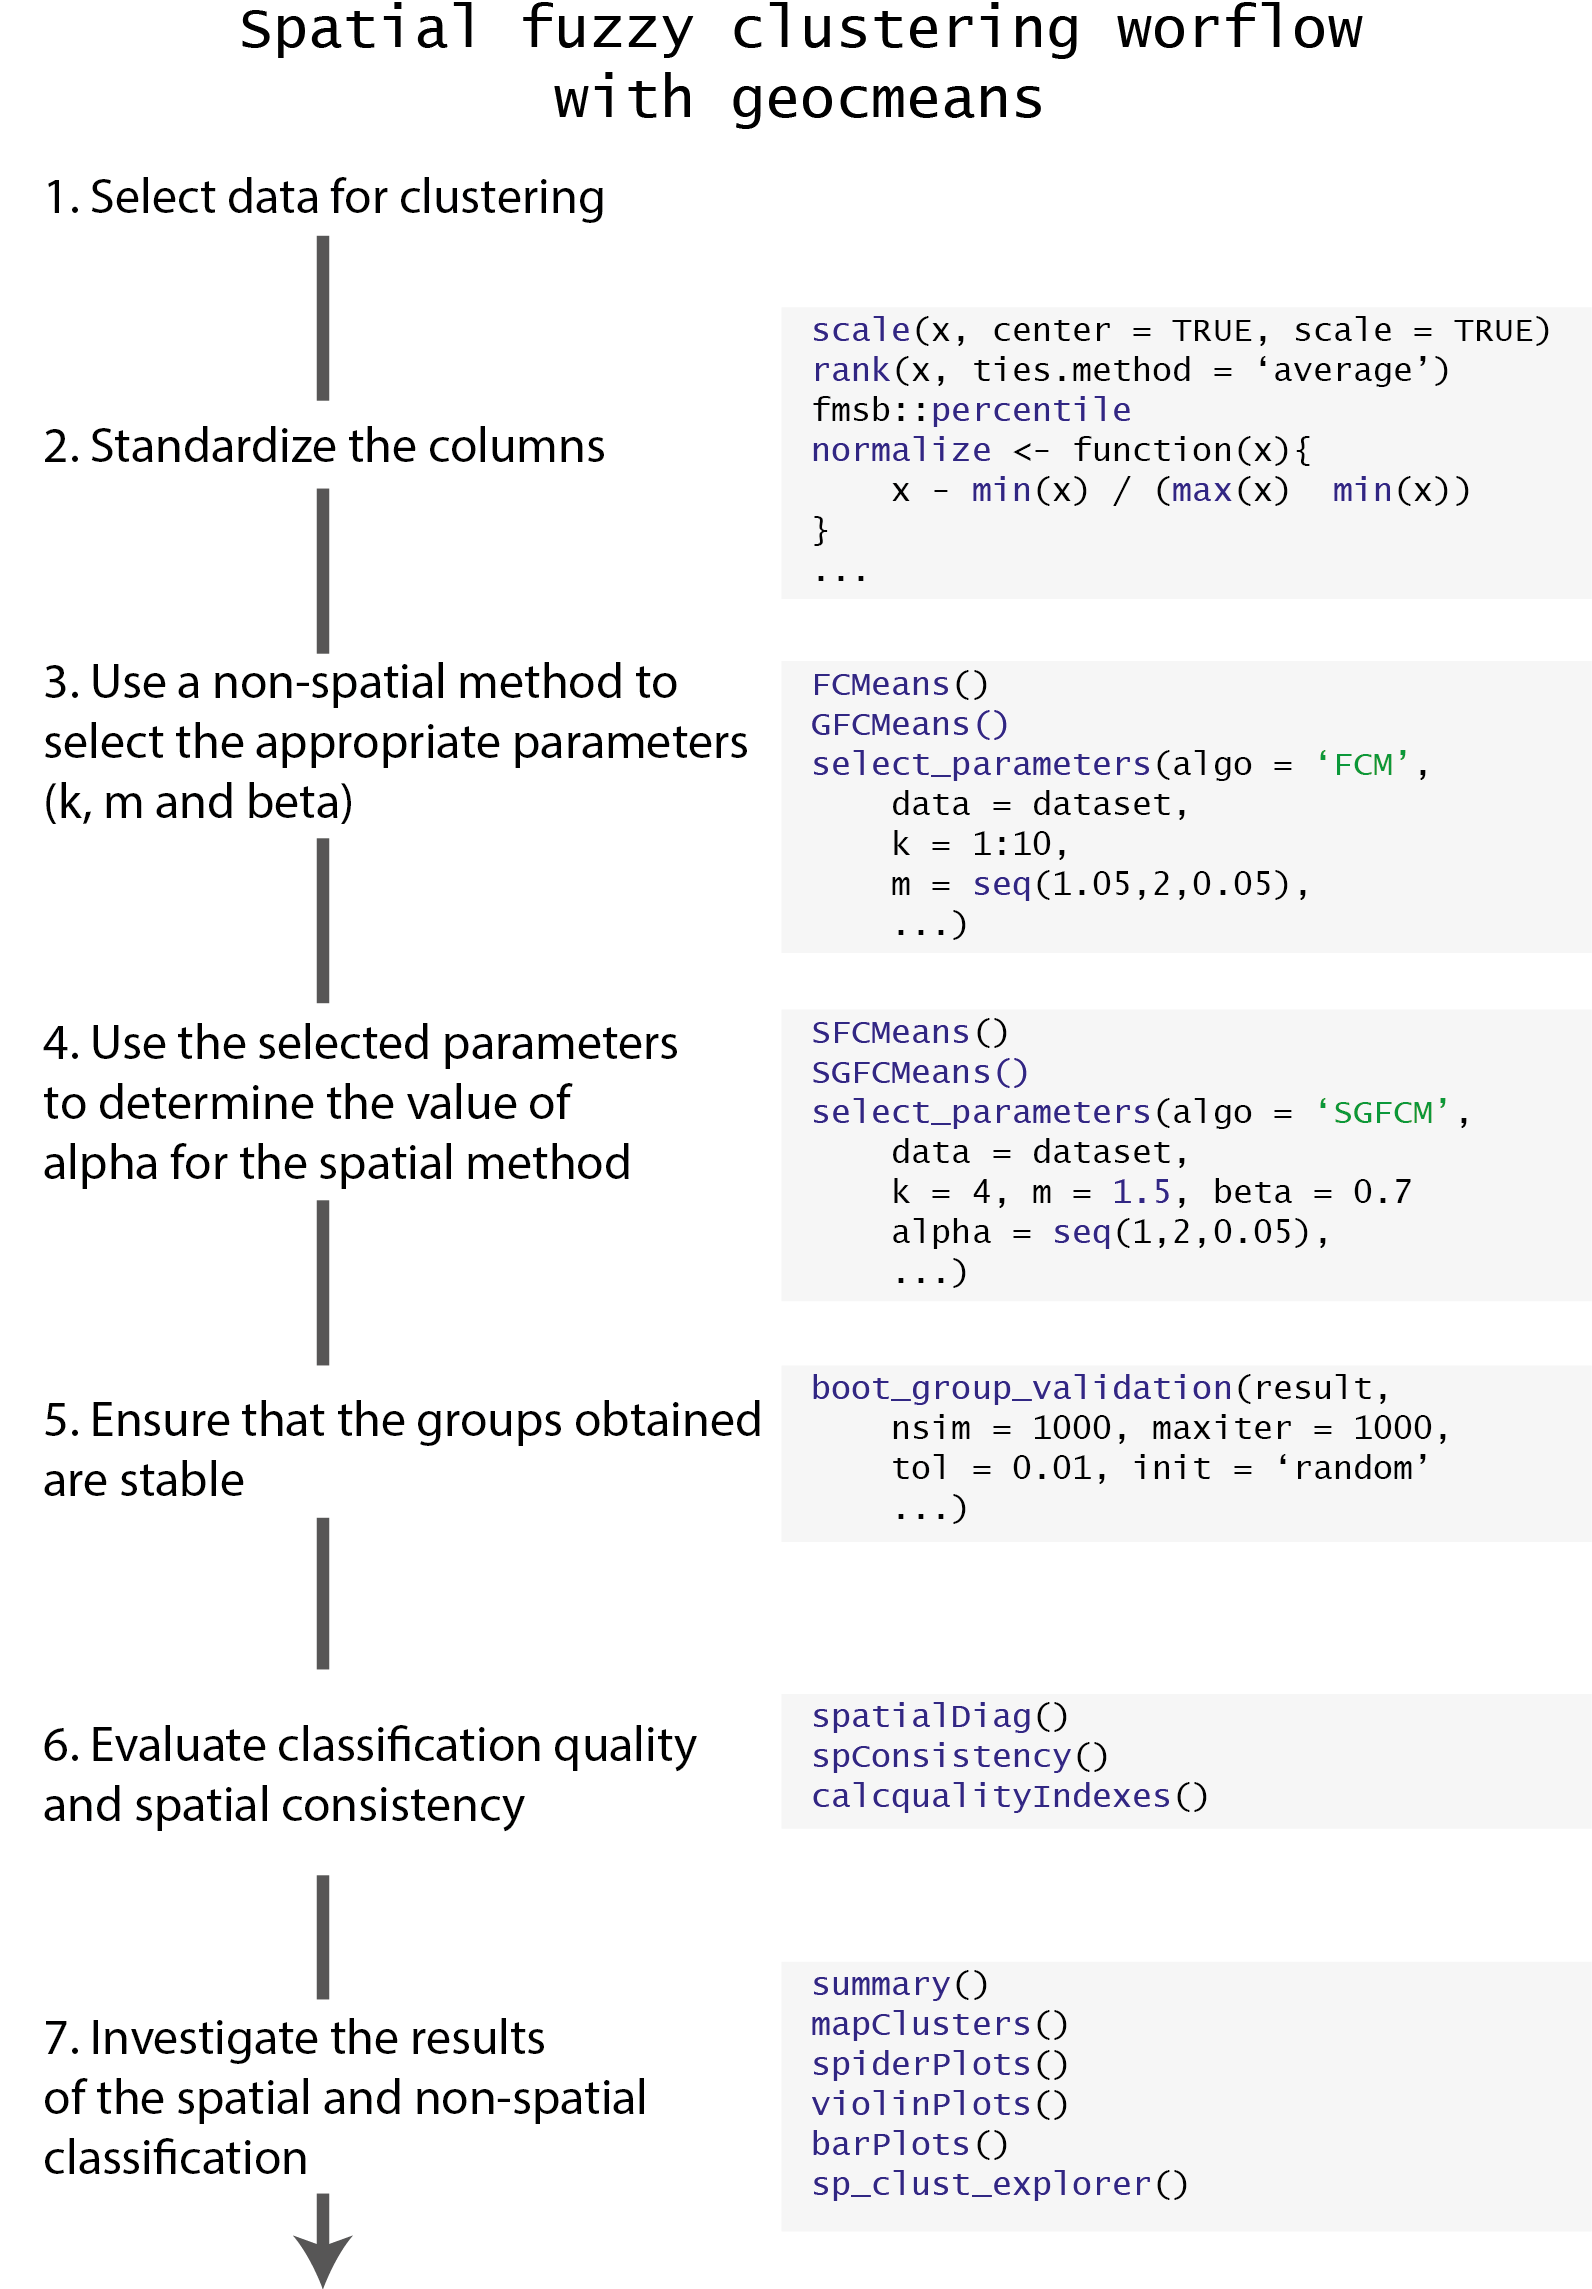 Spatial fuzzy clustering worflow
with geocmeans
1. Select data for clustering
scale(x, center = TRUE, scale = TRUE)
rank(x, ties.method = ‘average’)
fmsb::percentile
normalize <- function(x){
x - min(x) / (max(x)  min(x))
}
...
2. Standardize the columns
3. Use a non-spatial method to
select the appropriate parameters
(k, m and beta)
FCMeans()
GFCMeans()
select_parameters(algo = ‘FCM’,
data = dataset,
k = 1:10,
m = seq(1.05,2,0.05),
...)
4. Use the selected parameters
to determine the value of
alpha for the spatial method
SFCMeans()
SGFCMeans()
select_parameters(algo = ‘SGFCM’,
data = dataset,
k = 4, m = 1.5, beta = 0.7
alpha = seq(1,2,0.05),
...)
5. Ensure that the groups obtained
are stable
boot_group_validation(result,
nsim = 1000, maxiter = 1000,
tol = 0.01, init = ‘random’
...)
6. Evaluate classification quality
and spatial consistency
spatialDiag()
spConsistency()
calcqualityIndexes()
7. Investigate the results
of the spatial and non-spatial
classification
summary()
mapClusters()
spiderPlots()
violinPlots()
barPlots()
sp_clust_explorer()